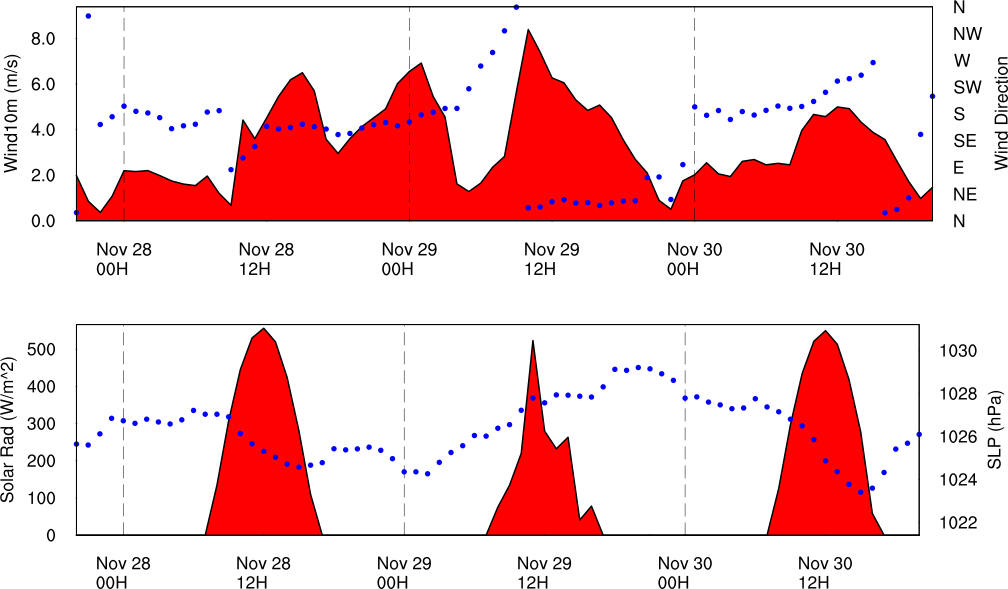 N
8.0
NW
W
6.0
SW
4.0
S
SE
2.0
E
NE
0.0
N
Wind10m (m/s)
Wind Direction
Nov 28
00H
Nov 28
12H
Nov 29
00H
Nov 29
12H
Nov 30
00H
Nov 30
12H
500
1030
400
1028
300
1026
200
1024
100
1022
0
Solar Rad (W/m^2)
SLP (hPa)
Nov 28
00H
Nov 28
12H
Nov 29
00H
Nov 29
12H
Nov 30
00H
Nov 30
12H